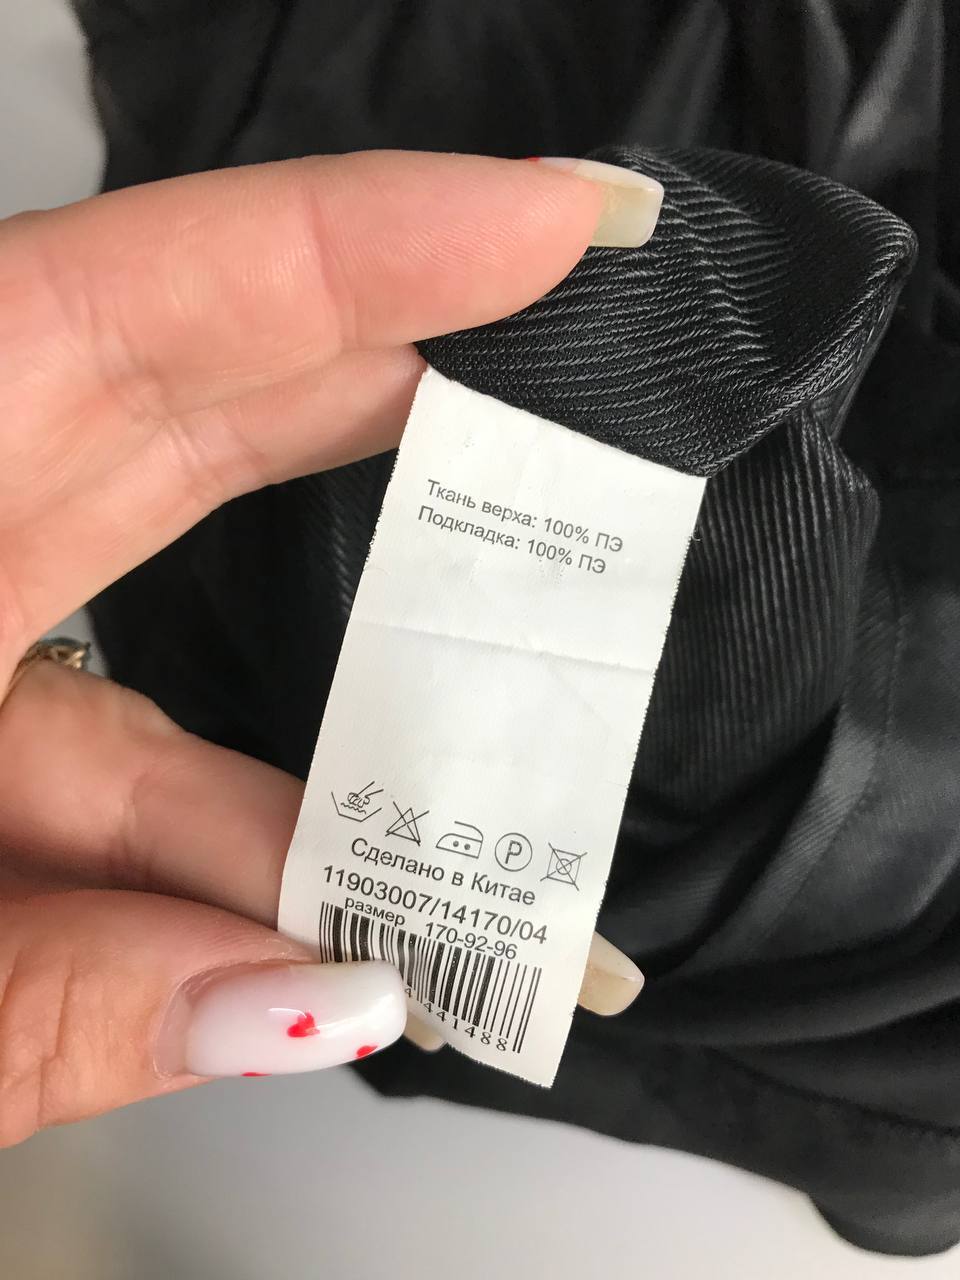 Ткань верха: 100% ПЭ
Подкладка: 100% ПЭ
P
Сделано в Китае
11903007/14170/04
размер 170-92-96
441488